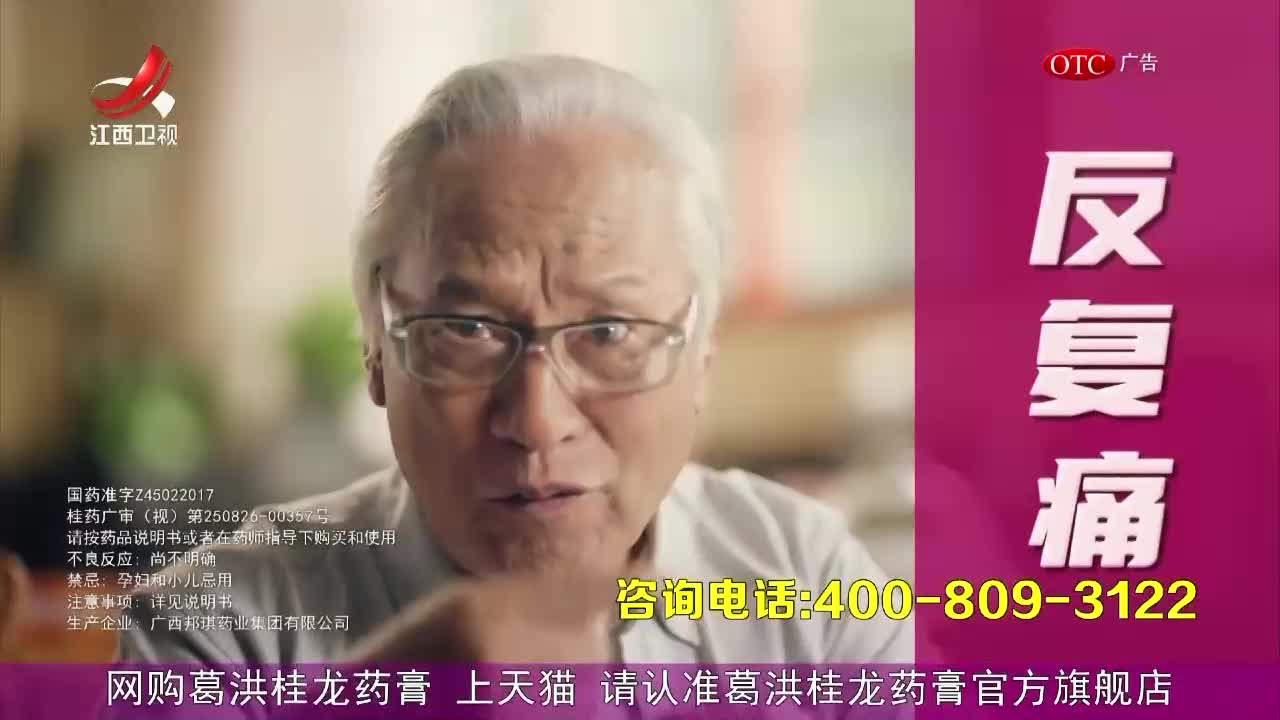 江西卫视
OTC 广告
反复痛
国药准字Z45022017
桂药广审（视）第250826-00357号
请按药品说明书或者在药师指导下购买和使用
不良反应：尚不明确
禁忌：孕妇和小儿忌用
注意事项：详见说明书
生产企业：广西邦琪药业集团有限公司
咨询电话:400-809-3122
网购葛洪桂龙药膏 上天猫 请认准葛洪桂龙药膏官方旗舰店